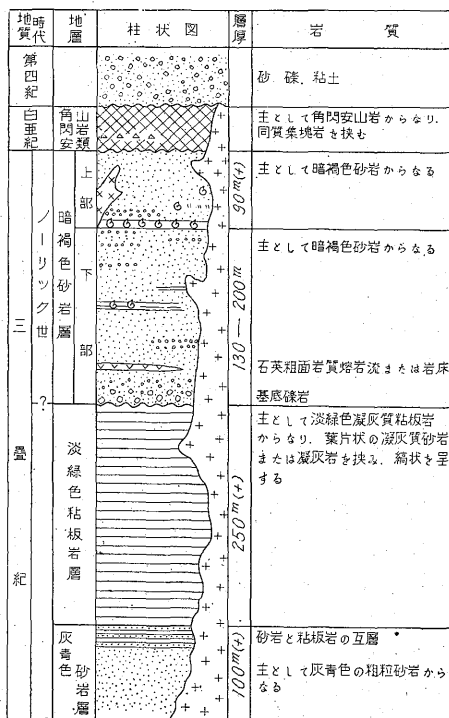 地質時代
地層
柱状図
層厚
岩質
第四紀
砂、礫、粘土
白亜紀
角閃安山岩類
主として角閃安山岩からなり、
同質集塊岩を挟む
三疊紀
ノーリック世
暗褐色砂岩層
上部
90m(+)
主として暗褐色砂岩からなる
下部
130—200m
主として暗褐色砂岩からなる
石英粗面岩質熔岩流または岩床
基底礫岩
?
淡緑色粘板岩層
250m(+)
主として淡緑色凝灰質粘板岩
からなり、葉片状の凝灰質砂岩
または凝灰岩を挟み、縞状を呈
する
灰青色砂岩層
100m(+)
砂岩と粘板岩の互層
主として灰青色の粗粒砂岩から
なる